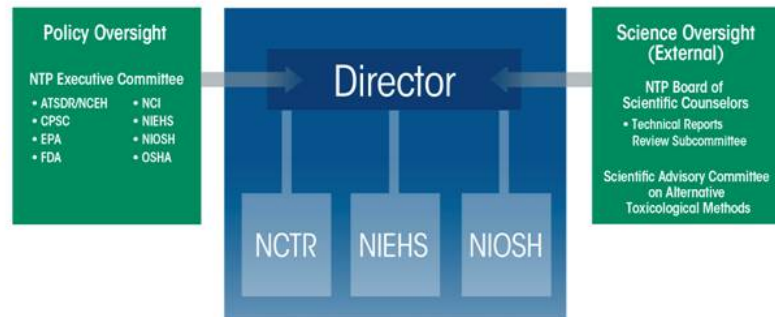 Policy Oversight
NTP Executive Committee
• ATSDR/NCEH
• CPSC
• EPA
• FDA
• NCI
• NIEHS
• NIOSH
• OSHA
Director
NCTR
NIEHS
NIOSH
Science Oversight
(External)
NTP Board of
Scientific Counselors
• Technical Reports
Review Subcommittee
Scientific Advisory Committee
on Alternative
Toxicological Methods